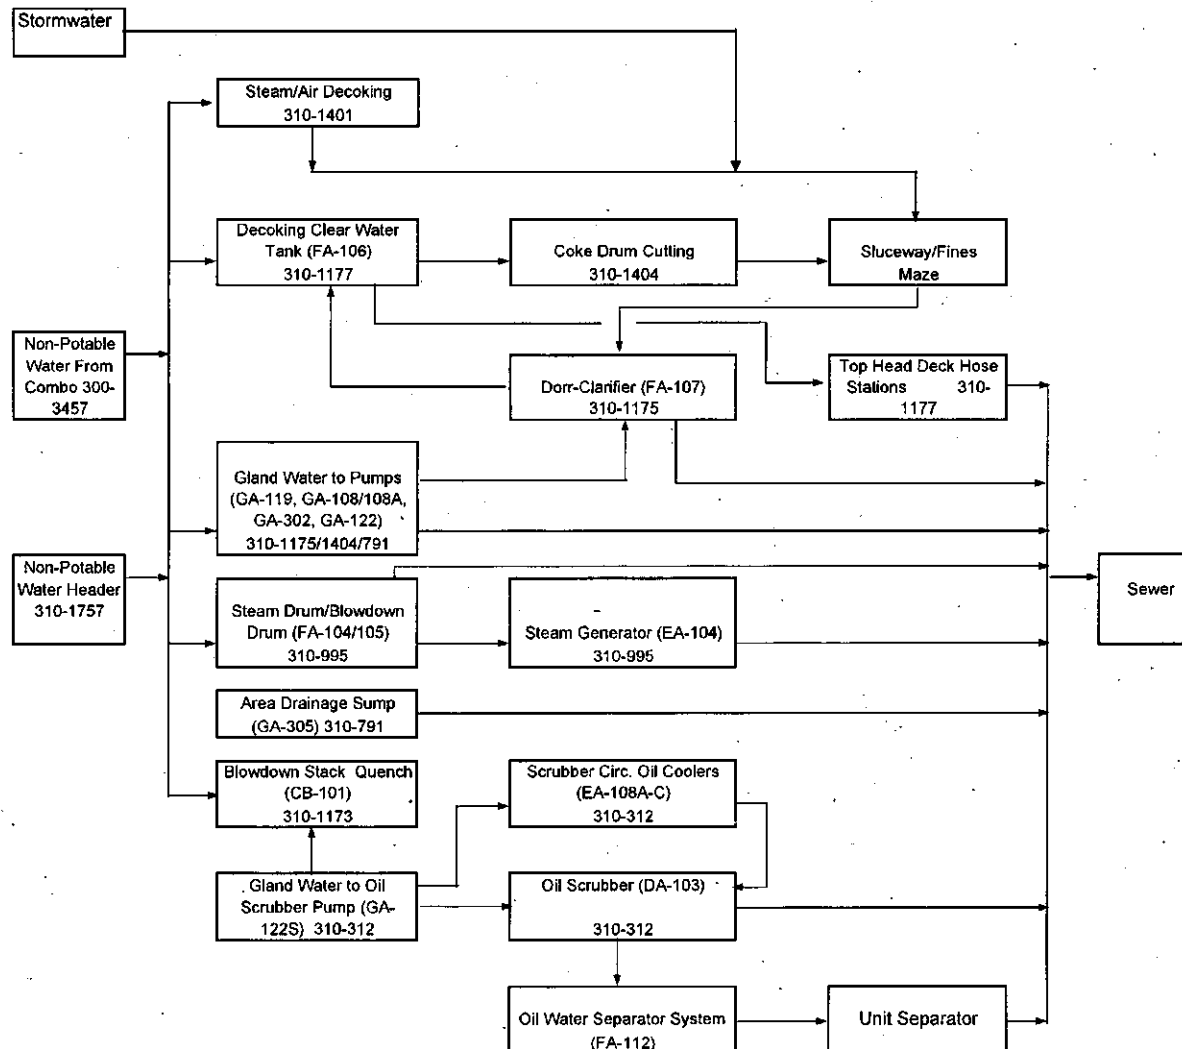 Stormwater
Steam/Air Decoking
310-1401
Decoking Clear Water
Tank (FA-106)
310-1177
Coke Drum Cutting
310-1404
Sluceway/Fines
Maze
Non-Potable
Water From
Combo 300-
3457
Dorr-Clarifier (FA-107)
310-1175
Top Head Deck Hose
Stations 310-
1177
Gland Water to Pumps
(GA-119, GA-108/108A,
GA-302, GA-122)
310-1175/1404/791
Non-Potable
Water Header
310-1757
Steam Drum/Blowdown
Drum (FA-104/105)
310-995
Steam Generator (EA-104)
310-995
Sewer
Area Drainage Sump
(GA-305) 310-791
Blowdown Stack Quench
(CB-101)
310-1173
Scrubber Circ. Oil Coolers
(EA-108A-C)
310-312
Gland Water to Oil
Scrubber Pump (GA-
122S) 310-312
Oil Scrubber (DA-103)
310-312
Oil Water Separator System
(FA-112)
Unit Separator